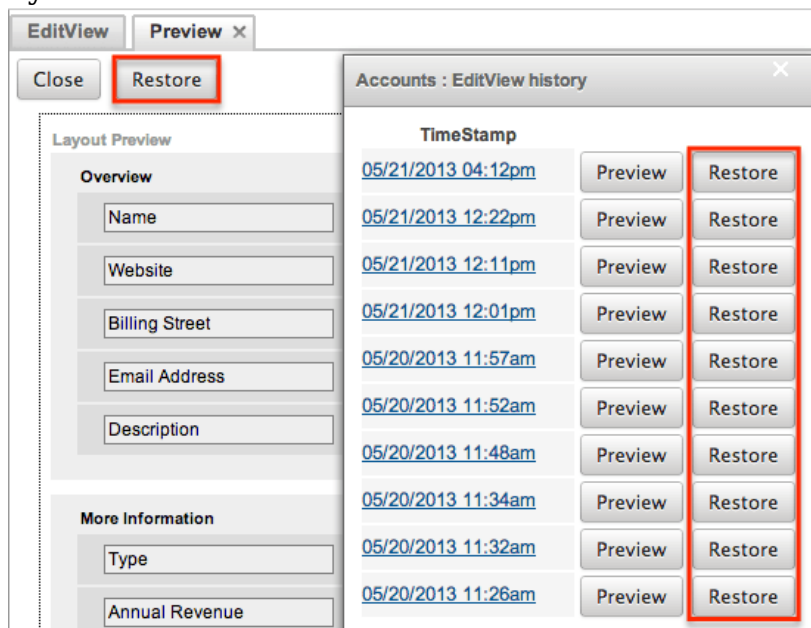 EditView Preview ×
Close Restore
Layout Preview
Overview
Name
Website
Billing Street
Email Address
Description
More Information
Type
Annual Revenue
Accounts : EditView history ×
TimeStamp
05/21/2013 04:12pm Preview Restore
05/21/2013 12:22pm Preview Restore
05/21/2013 12:11pm Preview Restore
05/21/2013 12:01pm Preview Restore
05/20/2013 11:57am Preview Restore
05/20/2013 11:52am Preview Restore
05/20/2013 11:48am Preview Restore
05/20/2013 11:34am Preview Restore
05/20/2013 11:32am Preview Restore
05/20/2013 11:26am Preview Restore